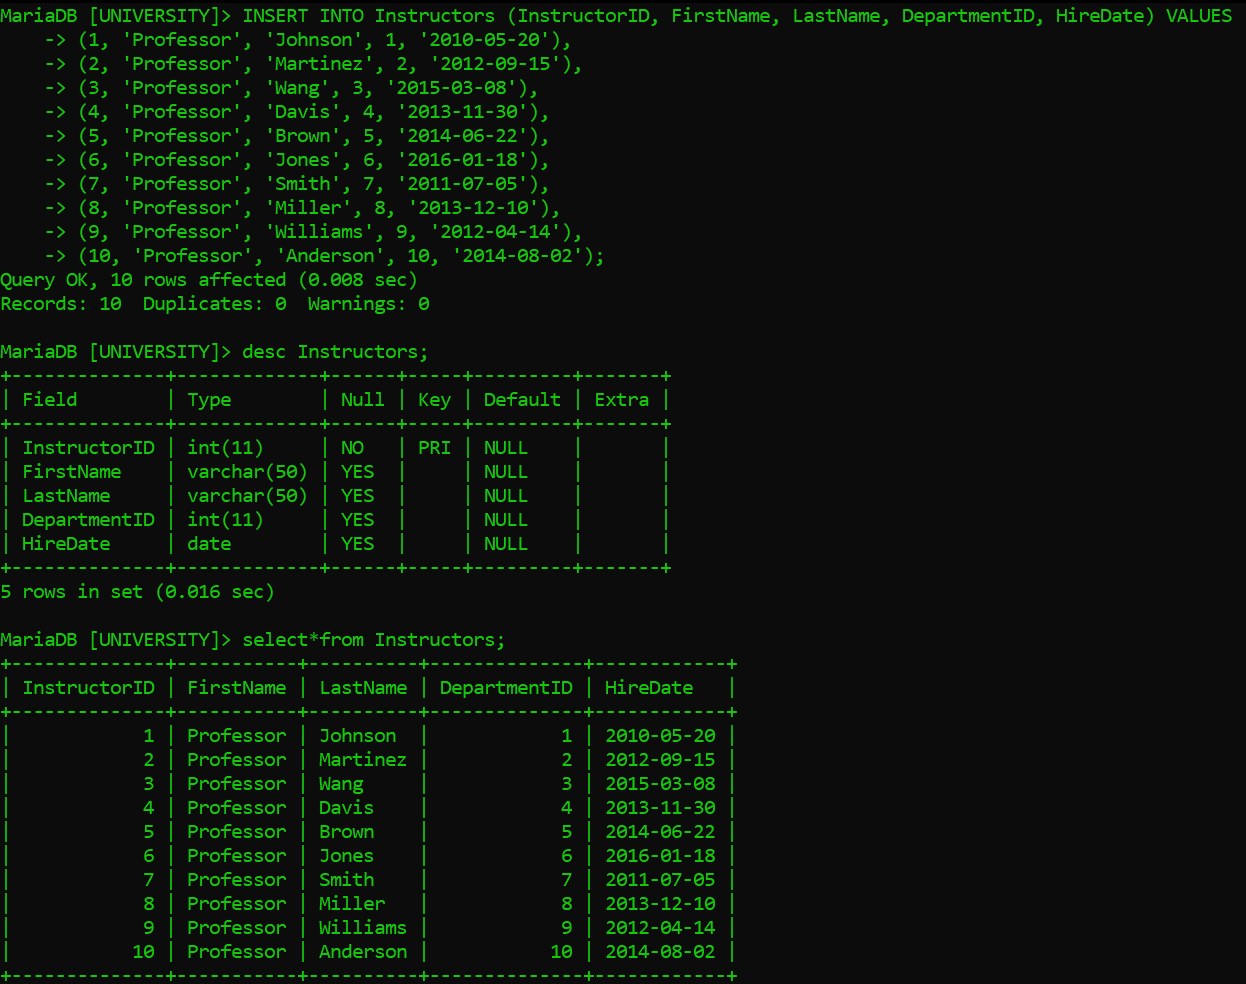 MariaDB [UNIVERSITY]> INSERT INTO Instructors (InstructorID, FirstName, LastName, DepartmentID, HireDate) VALUES
    -> (1, 'Professor', 'Johnson', 1, '2010-05-20'),
    -> (2, 'Professor', 'Martinez', 2, '2012-09-15'),
    -> (3, 'Professor', 'Wang', 3, '2015-03-08'),
    -> (4, 'Professor', 'Davis', 4, '2013-11-30'),
    -> (5, 'Professor', 'Brown', 5, '2014-06-22'),
    -> (6, 'Professor', 'Jones', 6, '2016-01-18'),
    -> (7, 'Professor', 'Smith', 7, '2011-07-05'),
    -> (8, 'Professor', 'Miller', 8, '2013-12-10'),
    -> (9, 'Professor', 'Williams', 9, '2012-04-14'),
    -> (10, 'Professor', 'Anderson', 10, '2014-08-02');
Query OK, 10 rows affected (0.008 sec)
Records: 10  Duplicates: 0  Warnings: 0

MariaDB [UNIVERSITY]> desc Instructors;
+--------------+-------------+------+-----+---------+-------+
| Field        | Type        | Null | Key | Default | Extra |
+--------------+-------------+------+-----+---------+-------+
| InstructorID | int(11)     | NO   | PRI | NULL    |       |
| FirstName    | varchar(50) | YES  |     | NULL    |       |
| LastName     | varchar(50) | YES  |     | NULL    |       |
| DepartmentID | int(11)     | YES  |     | NULL    |       |
| HireDate     | date        | YES  |     | NULL    |       |
+--------------+-------------+------+-----+---------+-------+
5 rows in set (0.016 sec)

MariaDB [UNIVERSITY]> select*from Instructors;
+--------------+-----------+----------+--------------+------------+
| InstructorID | FirstName | LastName | DepartmentID | HireDate   |
+--------------+-----------+----------+--------------+------------+
|            1 | Professor | Johnson  |            1 | 2010-05-20 |
|            2 | Professor | Martinez |            2 | 2012-09-15 |
|            3 | Professor | Wang     |            3 | 2015-03-08 |
|            4 | Professor | Davis    |            4 | 2013-11-30 |
|            5 | Professor | Brown    |            5 | 2014-06-22 |
|            6 | Professor | Jones    |            6 | 2016-01-18 |
|            7 | Professor | Smith    |            7 | 2011-07-05 |
|            8 | Professor | Miller   |            8 | 2013-12-10 |
|            9 | Professor | Williams |            9 | 2012-04-14 |
|           10 | Professor | Anderson |           10 | 2014-08-02 |
+--------------+-----------+----------+--------------+------------+